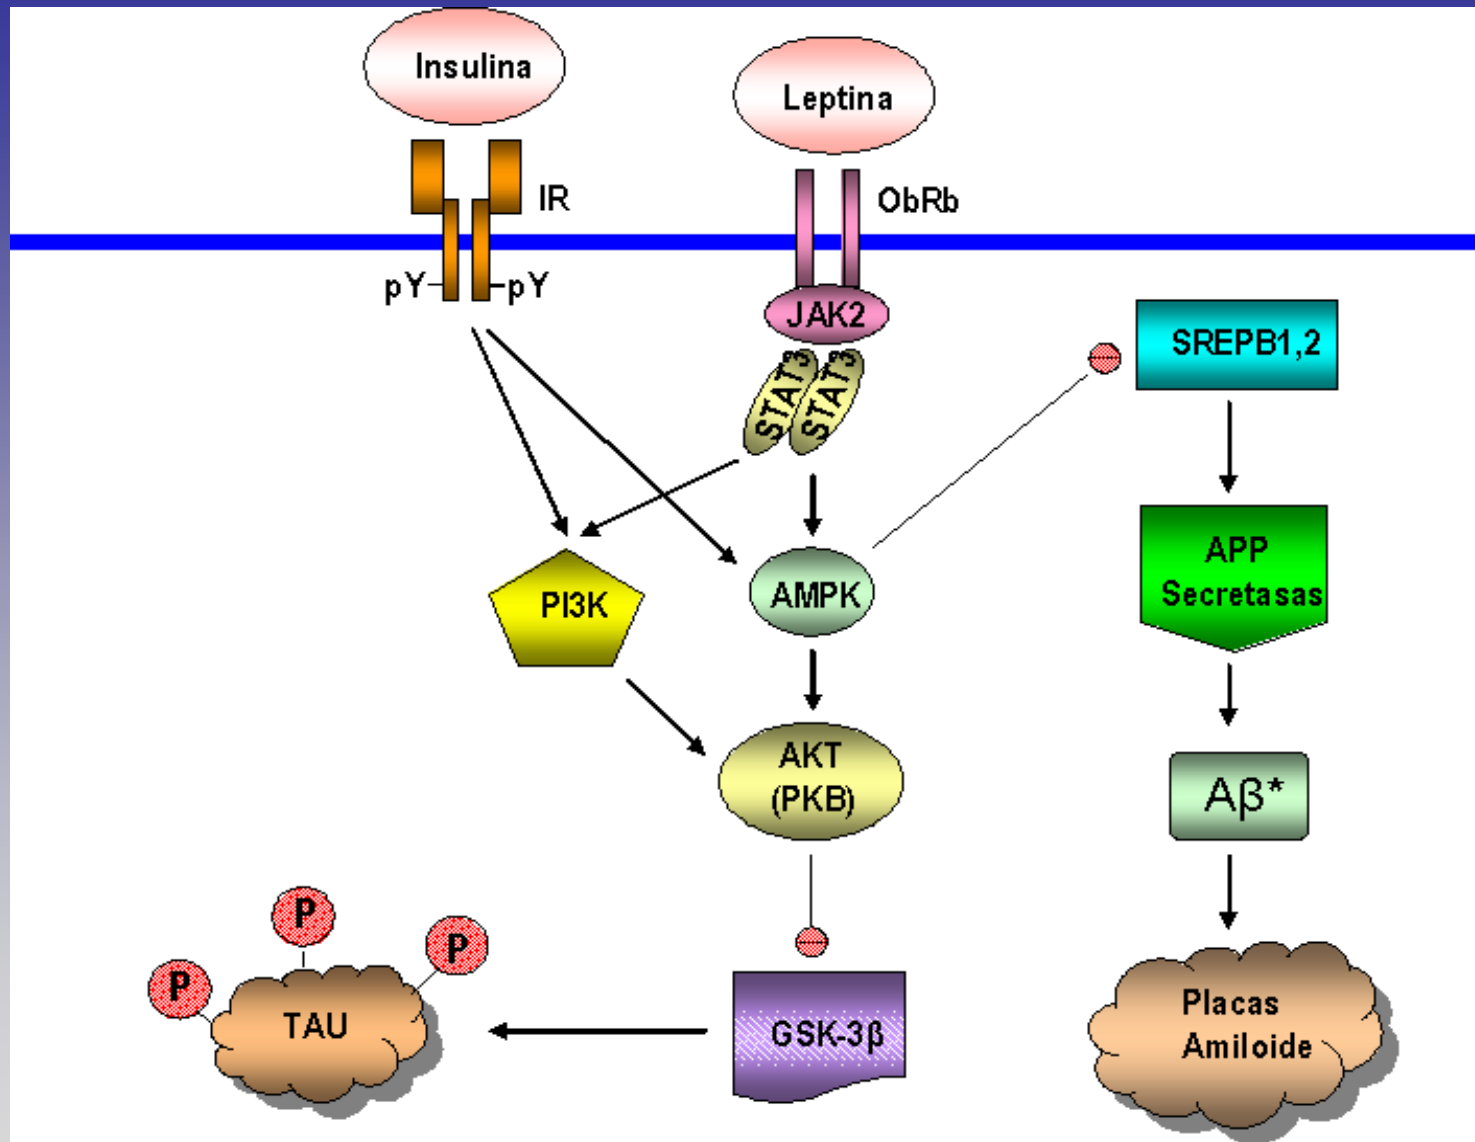 Insulina
Leptina
IR
ObRb
pY
pY
JAK2
STAT3
STAT3
SREPB1,2
APP
Secretasas
PI3K
AMPK
AKT
(PKB)
Aβ*
P
P
P
TAU
GSK-3β
Placas
Amiloide